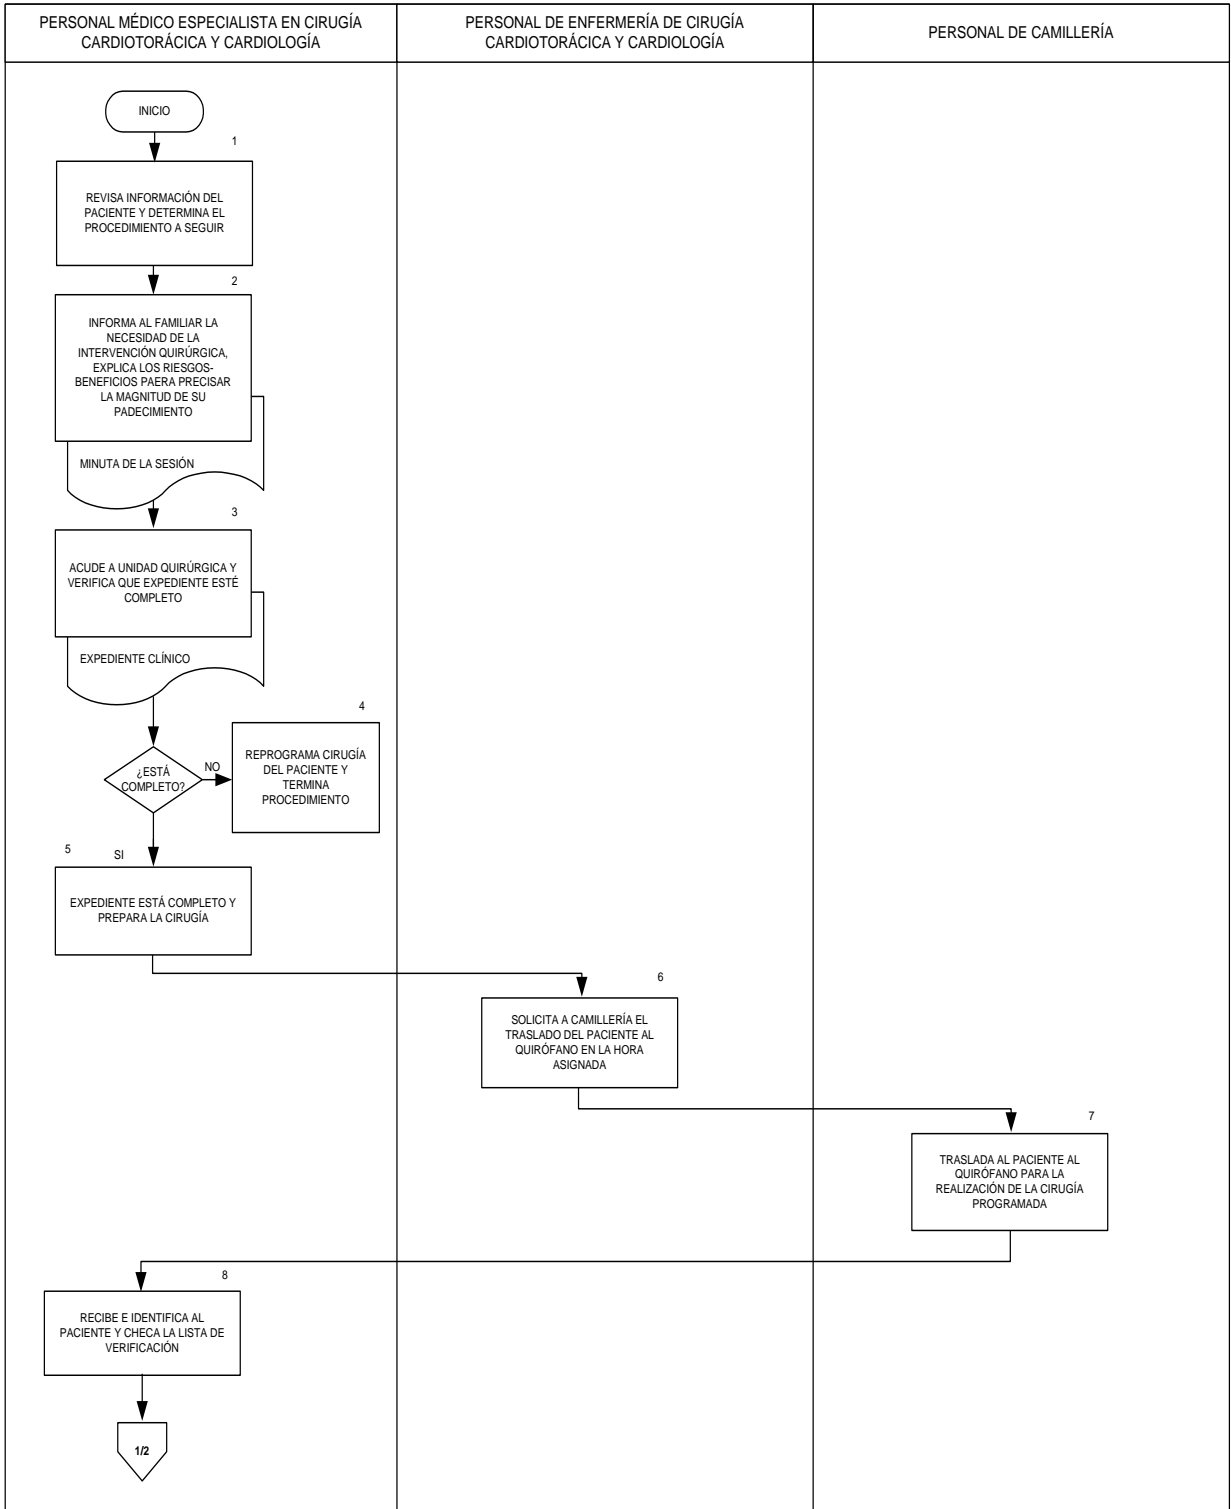 PERSONAL MÉDICO ESPECIALISTA EN CIRUGÍA
CARDIOTORÁCICA Y CARDIOLOGÍA
PERSONAL DE ENFERMERÍA DE CIRUGÍA
CARDIOTORÁCICA Y CARDIOLOGÍA
PERSONAL DE CAMILLERÍA
INICIO
1
REVISA INFORMACIÓN DEL
PACIENTE Y DETERMINA EL
PROCEDIMIENTO A SEGUIR
2
INFORMA AL FAMILIAR LA
NECESIDAD DE LA
INTERVENCIÓN QUIRÚRGICA,
EXPLICA LOS RIESGOS-
BENEFICIOS PAERA PRECISAR
LA MAGNITUD DE SU
PADECIMIENTO
MINUTA DE LA SESIÓN
3
ACUDE A UNIDAD QUIRÚRGICA Y
VERIFICA QUE EXPEDIENTE ESTÉ
COMPLETO
EXPEDIENTE CLÍNICO
¿ESTÁ
COMPLETO?
NO
4
REPROGRAMA CIRUGÍA
DEL PACIENTE Y
TERMINA
PROCEDIMIENTO
5
SI
EXPEDIENTE ESTÁ COMPLETO Y
PREPARA LA CIRUGÍA
6
SOLICITA A CAMILLERÍA EL
TRASLADO DEL PACIENTE AL
QUIRÓFANO EN LA HORA
ASIGNADA
7
TRASLADA AL PACIENTE AL
QUIRÓFANO PARA LA
REALIZACIÓN DE LA CIRUGÍA
PROGRAMADA
8
RECIBE E IDENTIFICA AL
PACIENTE Y CHECA LA LISTA DE
VERIFICACIÓN
1/2